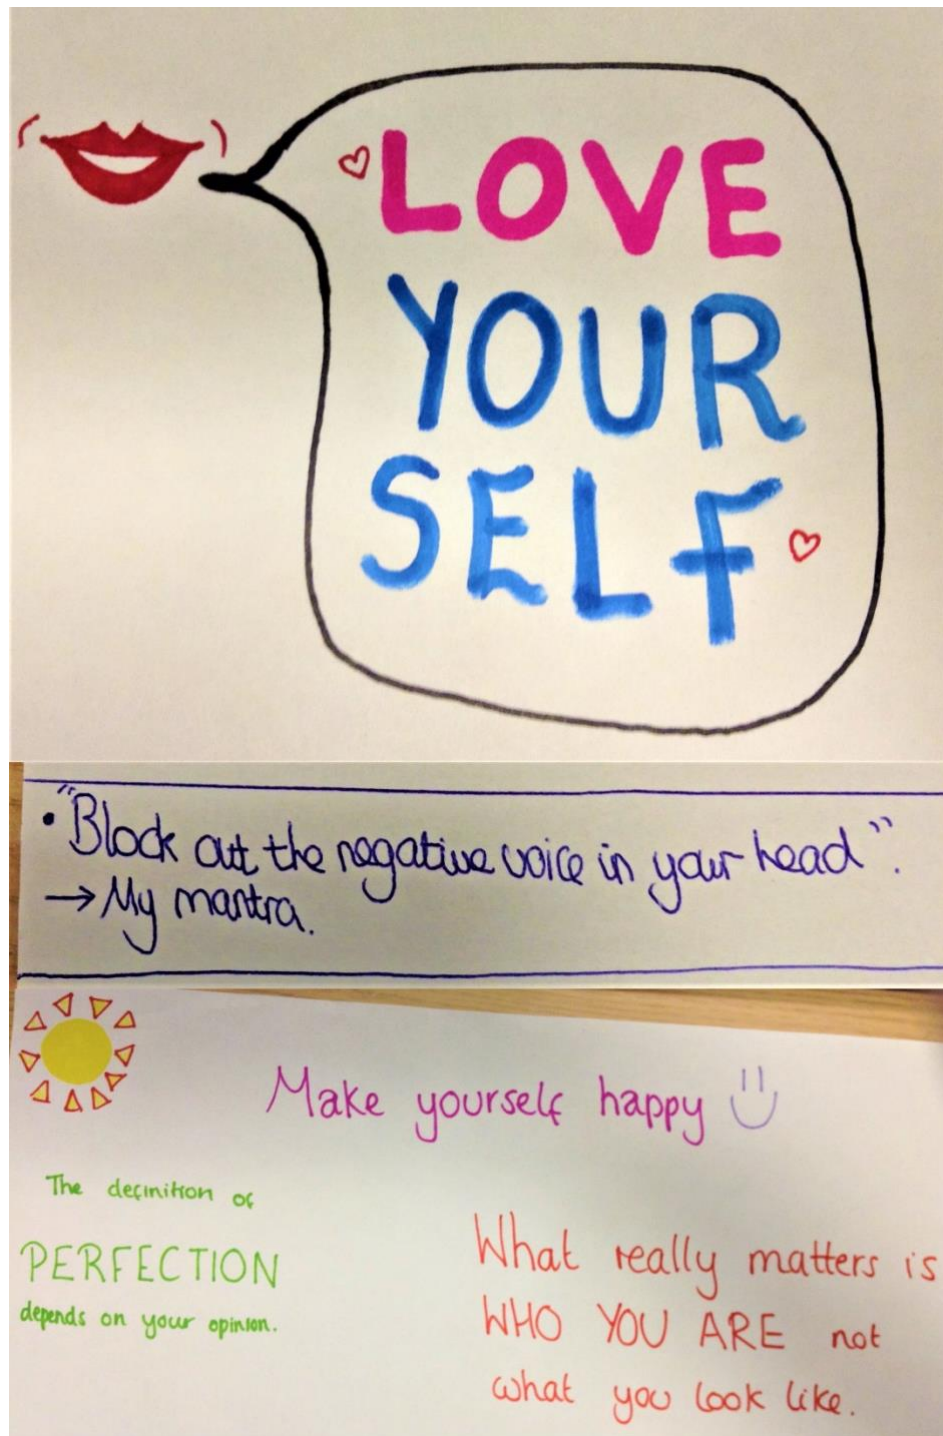 LOVE
YOUR
SELF
• "Block out the negative voice in your head".
→ My mantra.
Make yourself happy
The definition of
PERFECTION
depends on your opinion.
What really matters is
WHO YOU ARE not
what you look like.